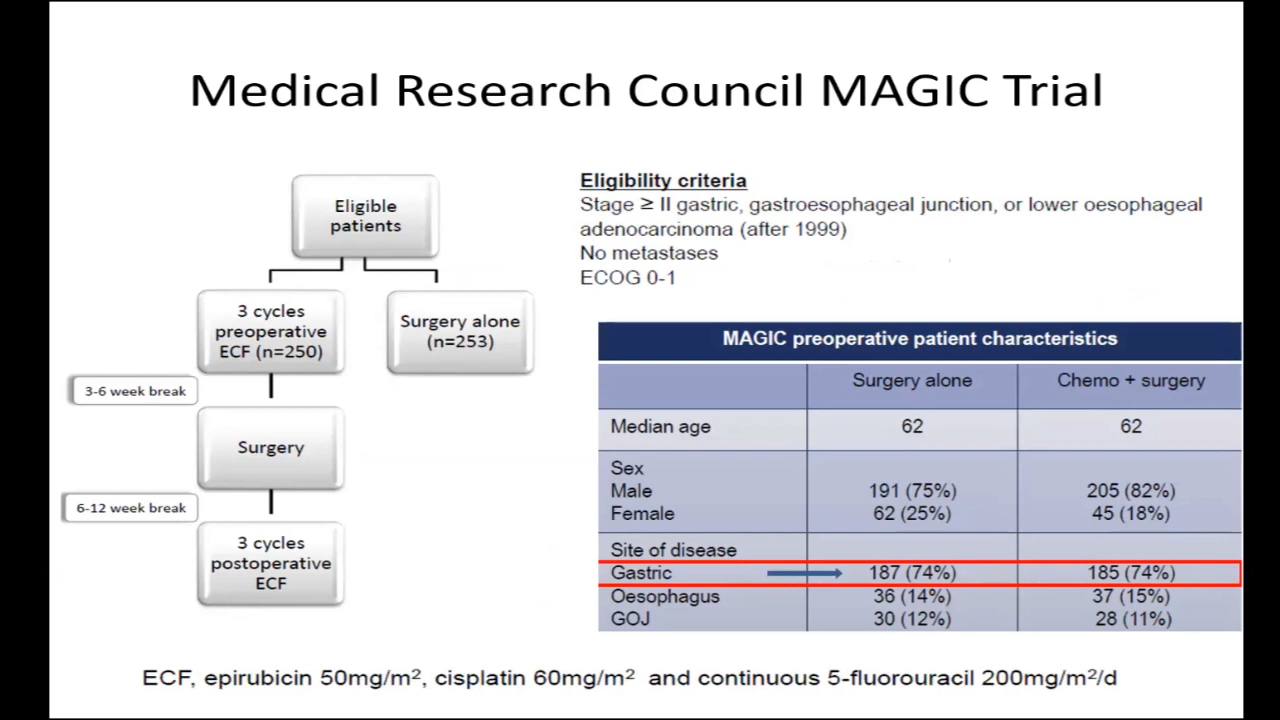 Medical Research Council MAGIC Trial
Eligible
patients
3 cycles
preoperative
ECF (n=250)
Surgery alone
(n=253)
3-6 week break
Surgery
6-12 week break
3 cycles
postoperative
ECF
Eligibility criteria
Stage ≥ II gastric, gastroesophageal junction, or lower oesophageal
adenocarcinoma (after 1999)
No metastases
ECOG 0-1
MAGIC preoperative patient characteristics
Surgery alone Chemo + surgery
Median age 62 62
Sex
Male 191 (75%) 205 (82%)
Female 62 (25%) 45 (18%)
Site of disease
Gastric 187 (74%) 185 (74%)
Oesophagus 36 (14%) 37 (15%)
GOJ 30 (12%) 28 (11%)
ECF, epirubicin 50mg/m², cisplatin 60mg/m² and continuous 5-fluorouracil 200mg/m²/d